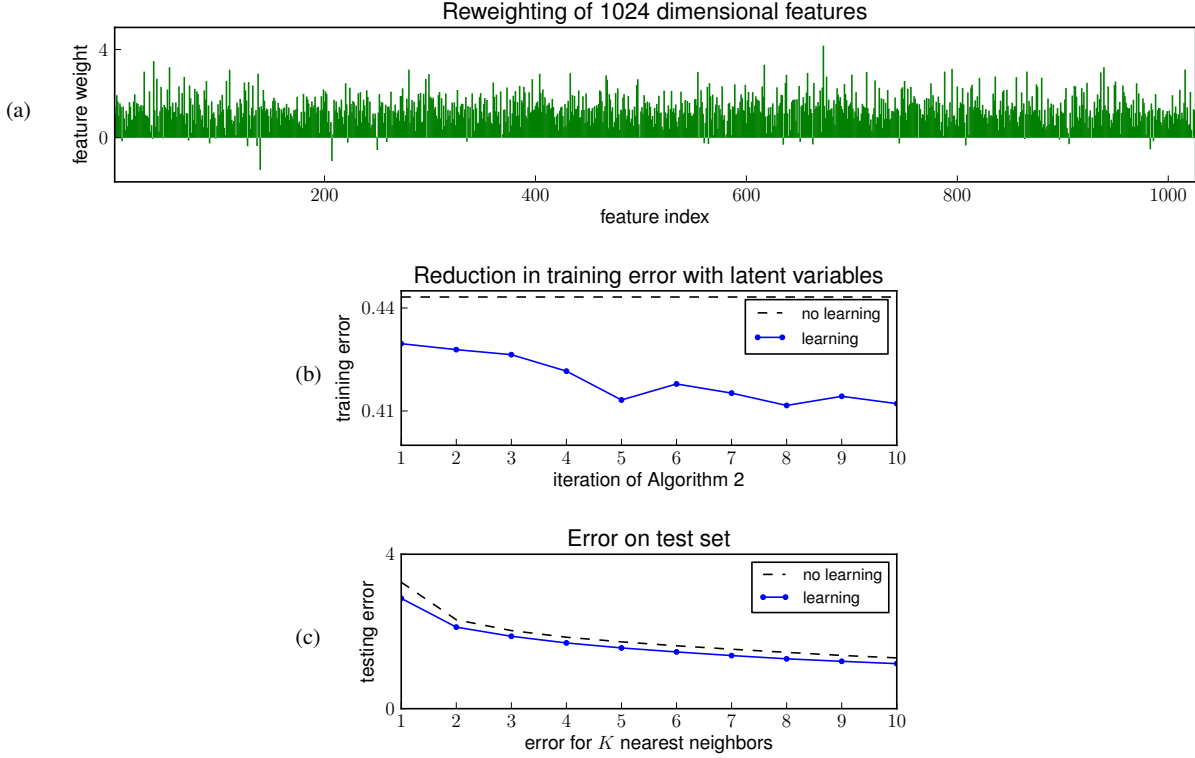 Reweighting of 1024 dimensional features
(a)
feature weight
4
0
200 400 600 800 1000
feature index
Reduction in training error with latent variables
(b)
training error
0.44
0.41
no learning
learning
1 2 3 4 5 6 7 8 9 10
iteration of Algorithm 2
Error on test set
(c)
testing error
4
0
no learning
learning
1 2 3 4 5 6 7 8 9 10
error for K nearest neighbors